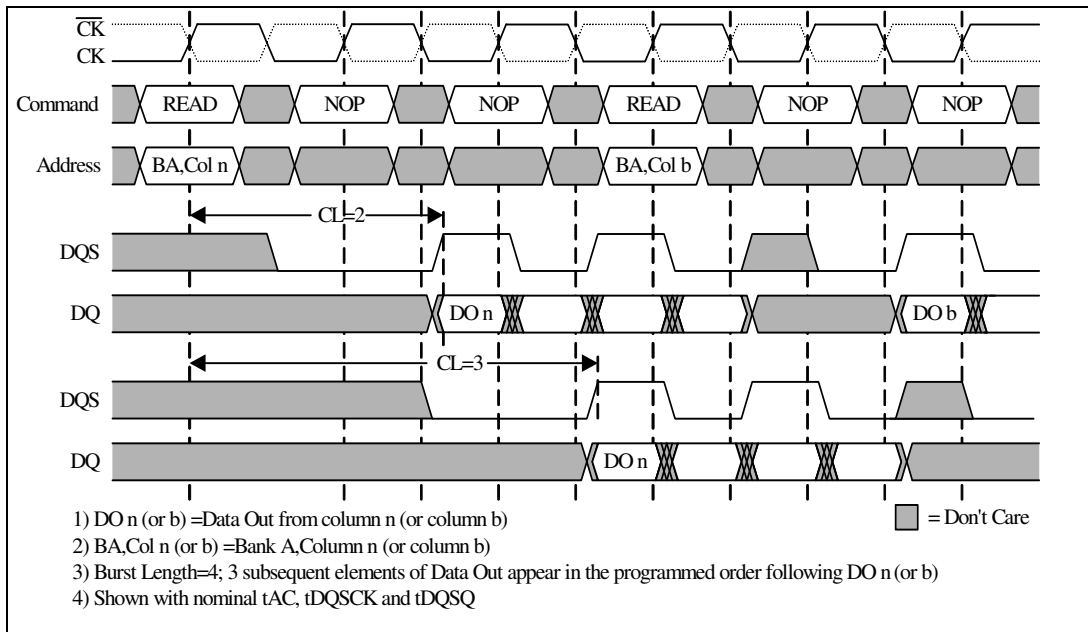 CK
CK
Command READ NOP NOP READ NOP NOP
Address BA,Col n BA,Col b
CL=2
DQS
DQ DO n DO b
CL=3
DQS
DQ DO n
1) DO n (or b) =Data Out from column n (or column b)
2) BA,Col n (or b) =Bank A,Column n (or column b)
3) Burst Length=4; 3 subsequent elements of Data Out appear in the programmed order following DO n (or b)
4) Shown with nominal tAC, tDQSCK and tDQSQ
= Don't Care